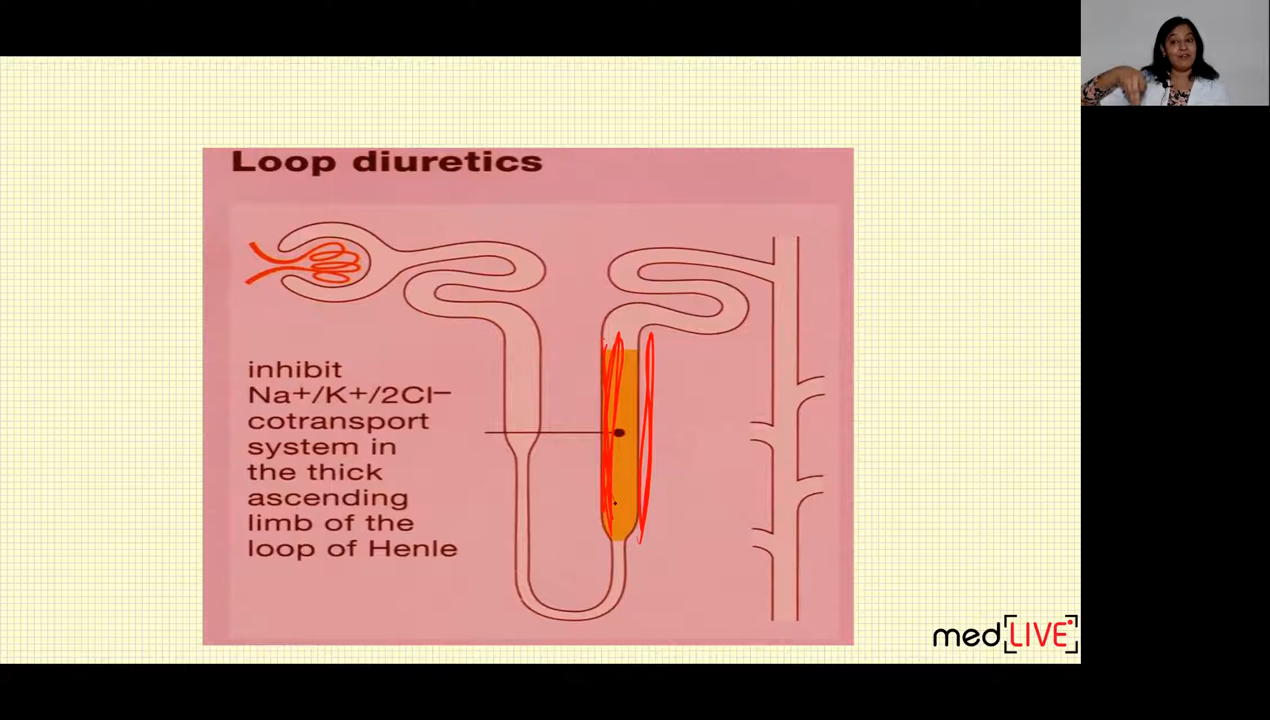 Loop diuretics
inhibit
Na+/K+/2Cl−
cotransport
system in
the thick
ascending
limb of the
loop of Henle
med[LIVE]